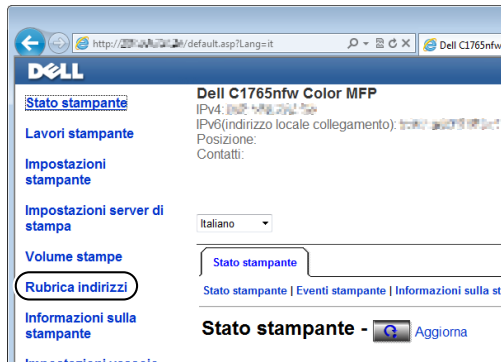 http:// /default.asp?Lang=it
Dell C1765nfw
DELL
Dell C1765nfw Color MFP
IPv4:
IPv6(indirizzo locale collegamento):
Posizione:
Contatti:
Stato stampante
Lavori stampante
Impostazioni
stampante
Impostazioni server di
stampa
Volume stampe
Rubrica indirizzi
Informazioni sulla
stampante
Italiano
Stato stampante
Stato stampante | Eventi stampante | Informazioni sulla st
Stato stampante - Aggiorna